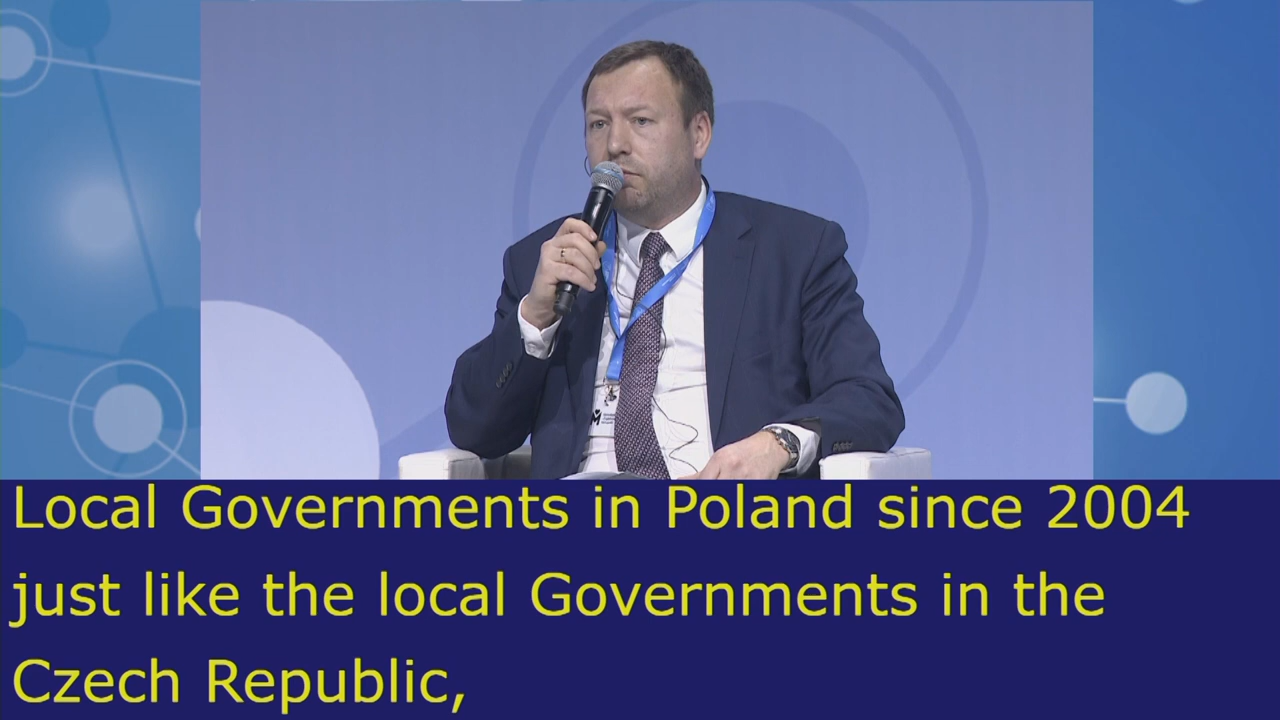 Local Governments in Poland since 2004
just like the local Governments in the
Czech Republic,